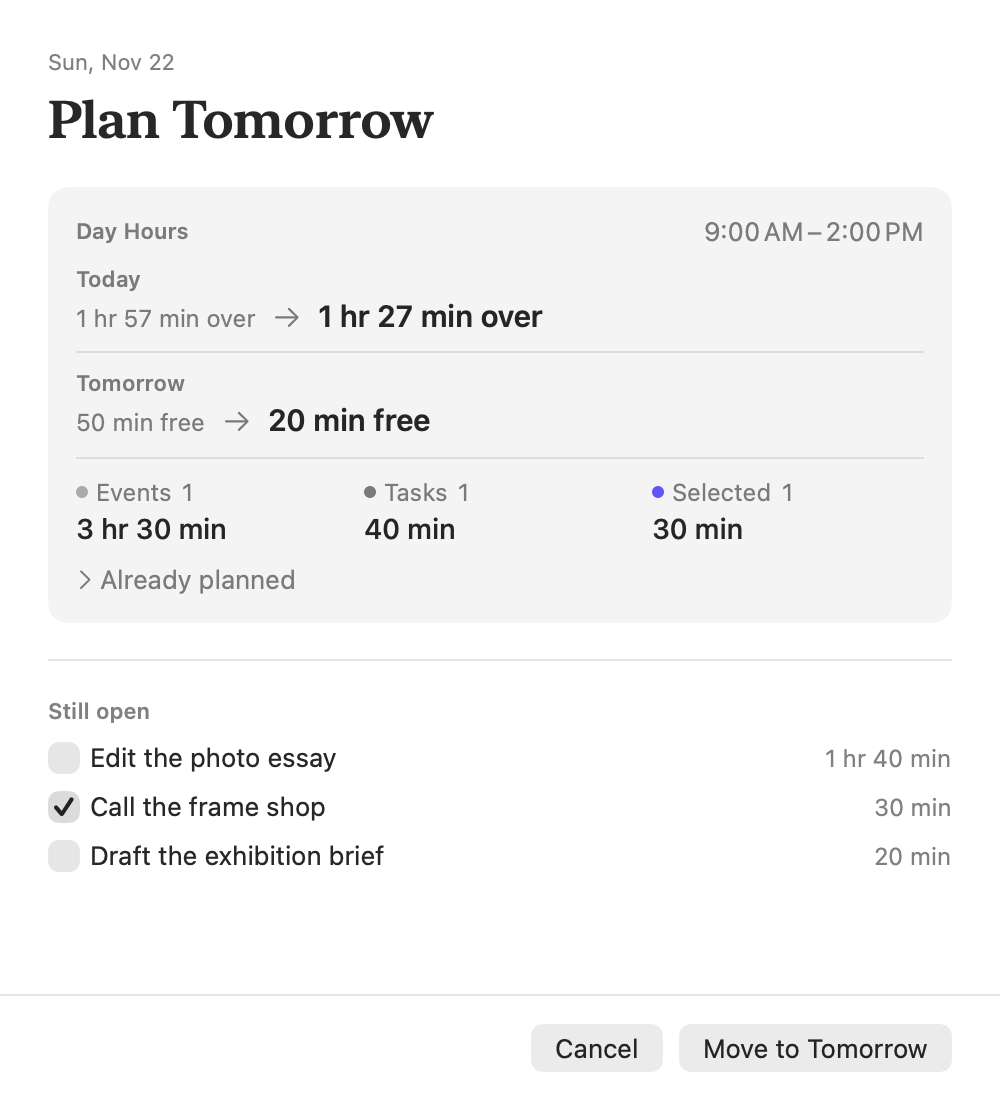 Sun, Nov 22
Plan Tomorrow
Day Hours 9:00 AM – 2:00 PM
Today
1 hr 57 min over → 1 hr 27 min over
Tomorrow
50 min free → 20 min free
Events 1 Tasks 1 Selected 1
3 hr 30 min 40 min 30 min
Already planned
Still open
Edit the photo essay 1 hr 40 min
Call the frame shop 30 min
Draft the exhibition brief 20 min
Cancel Move to Tomorrow